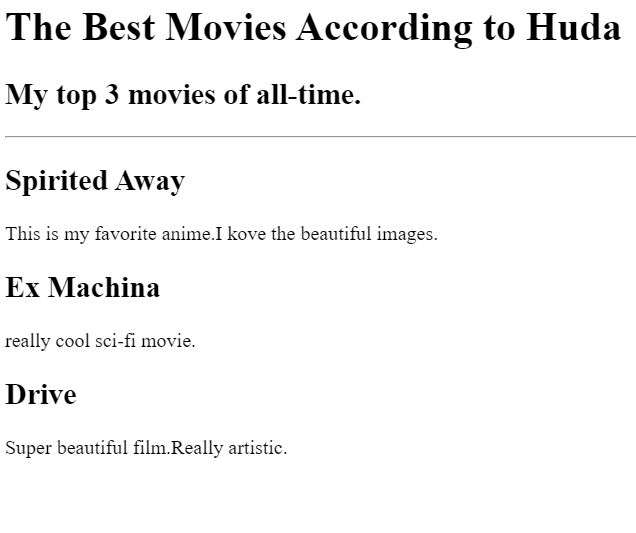 The Best Movies According to Huda
My top 3 movies of all-time.
Spirited Away
This is my favorite anime.I kove the beautiful images.
Ex Machina
really cool sci-fi movie.
Drive
Super beautiful film.Really artistic.